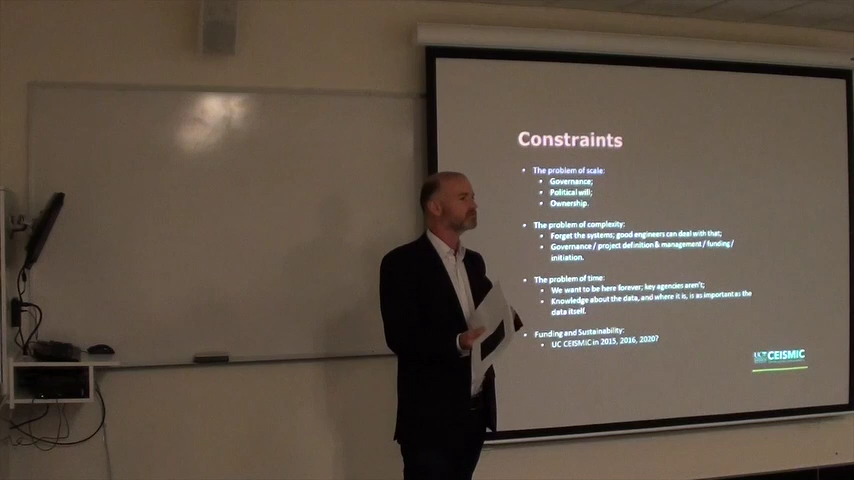 Constraints
• The problem of scale:
• Governance;
• Political will;
• Ownership.
• The problem of complexity:
• Forget the systems; good engineers can deal with that;
• Governance / project definition & management / funding /
initiation.
• The problem of time:
• We want to be here forever; key agencies aren't;
• Knowledge about the data, and where it is, is as important as the
data itself.
• Funding and Sustainability:
• UC CEISMIC in 2015, 2016, 2020?
UC CEISMIC